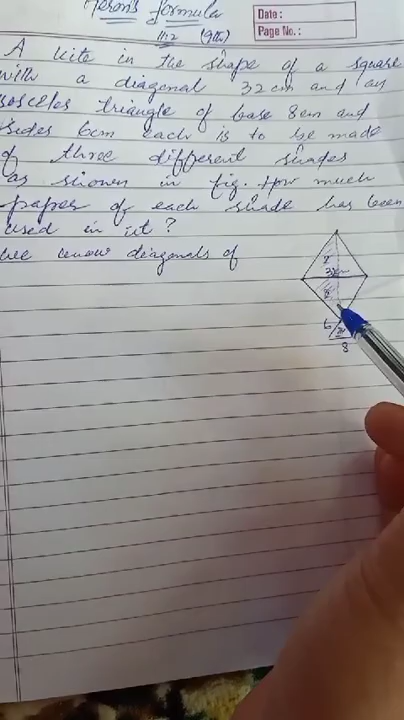 Heron's formula
11.2 (9th)
Date :
Page No. :
A kite in the shape of a square
with a diagonal 32 cm and an
isosceles triangle of base 8cm and
sides 6cm each is to be made
of three different shades
as shown in fig. How much
paper of each shade has been
used in it ?
We know diagonals of
I
32cm
II
6 III
8